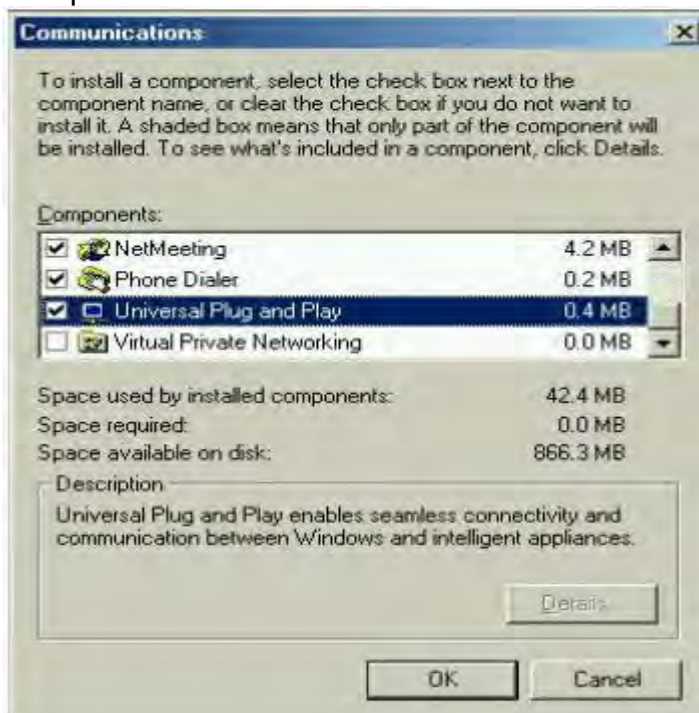 Communications
To install a component, select the check box next to the
component name, or clear the check box if you do not want to
install it. A shaded box means that only part of the component will
be installed. To see what's included in a component, click Details.
Components:
NetMeeting 4.2 MB
Phone Dialer 0.2 MB
Universal Plug and Play 0.4 MB
Virtual Private Networking 0.0 MB
Space used by installed components: 42.4 MB
Space required: 0.0 MB
Space available on disk: 866.3 MB
Description
Universal Plug and Play enables seamless connectivity and
communication between Windows and intelligent appliances.
Details...
OK Cancel